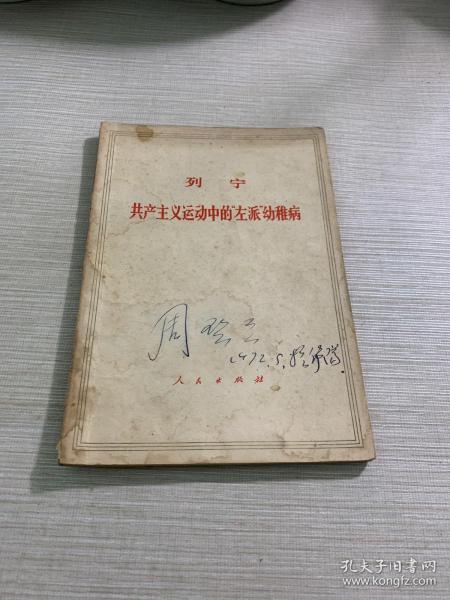 列宁
共产主义运动中的“左派”幼稚病
周
1972.5.
人民出版社
孔夫子旧书网
www.kongfz.com